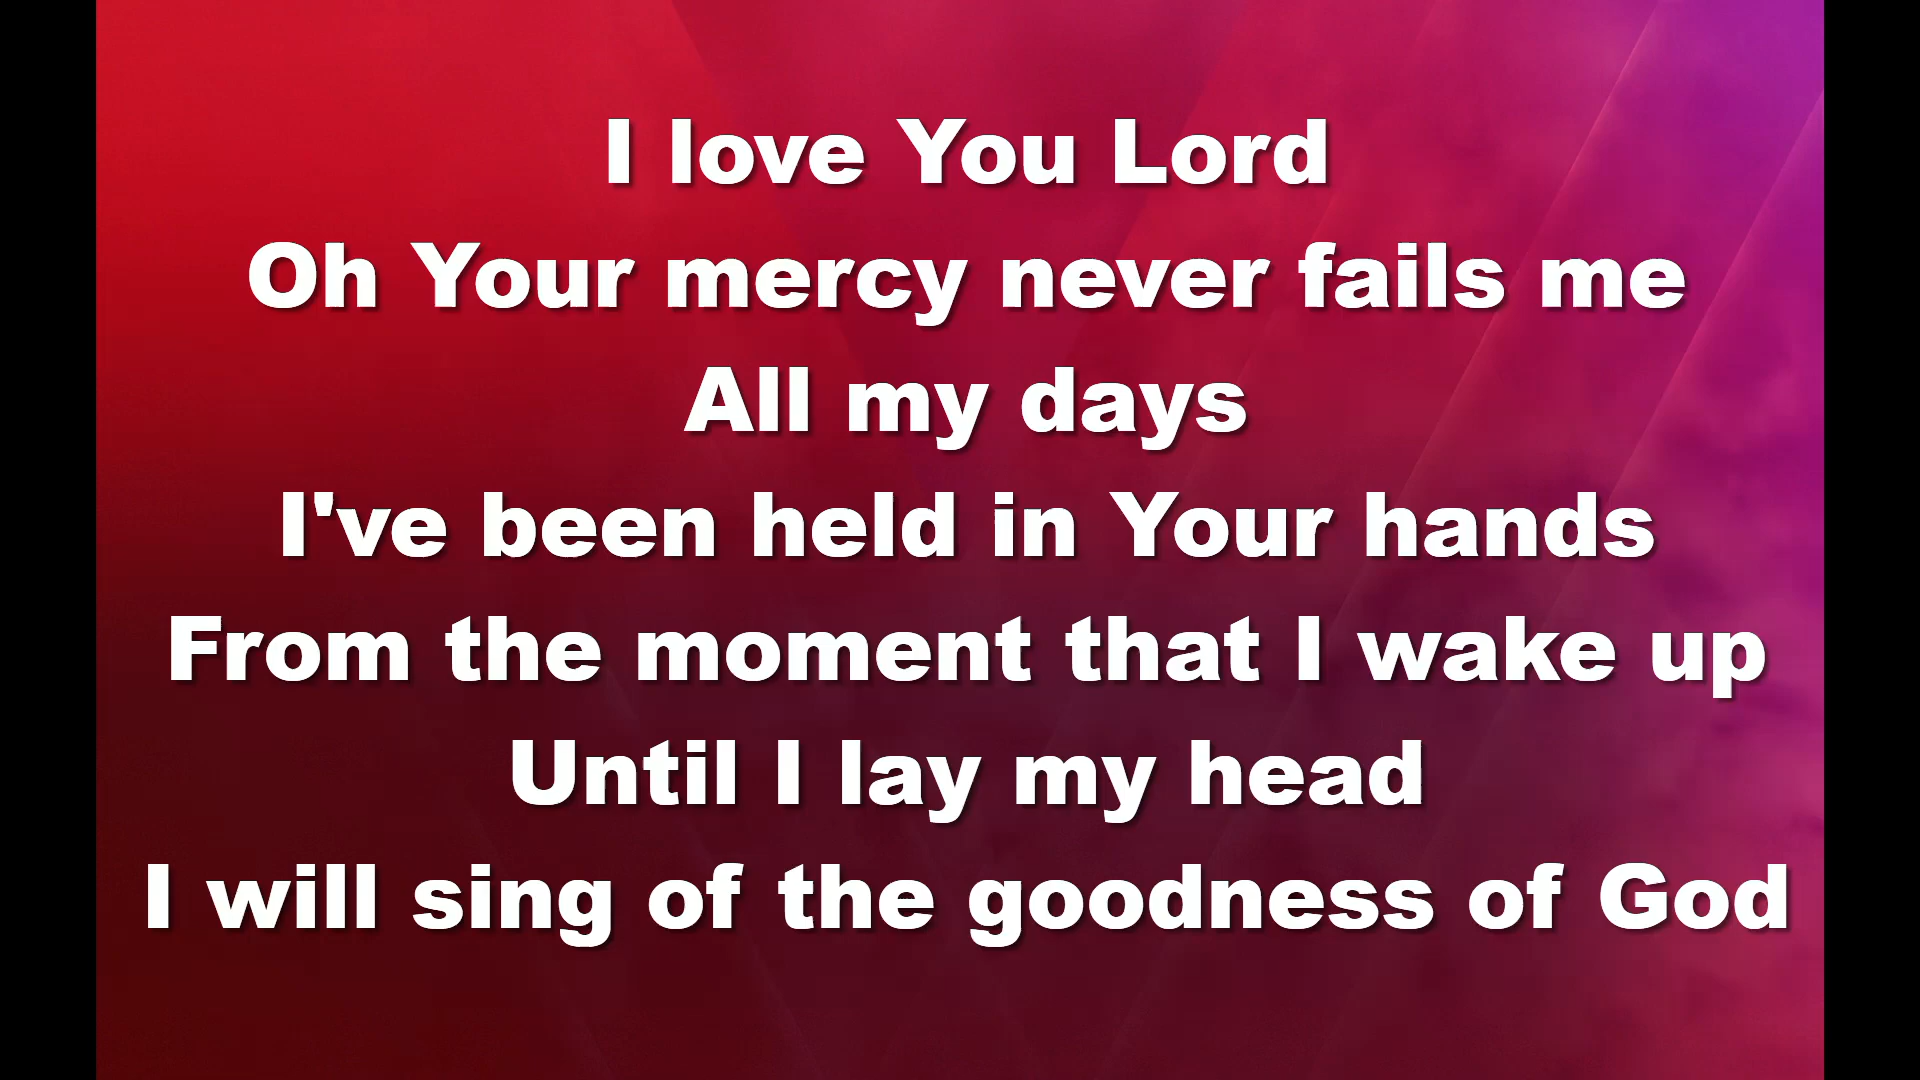 I love You Lord
Oh Your mercy never fails me
All my days
I've been held in Your hands
From the moment that I wake up
Until I lay my head
I will sing of the goodness of God